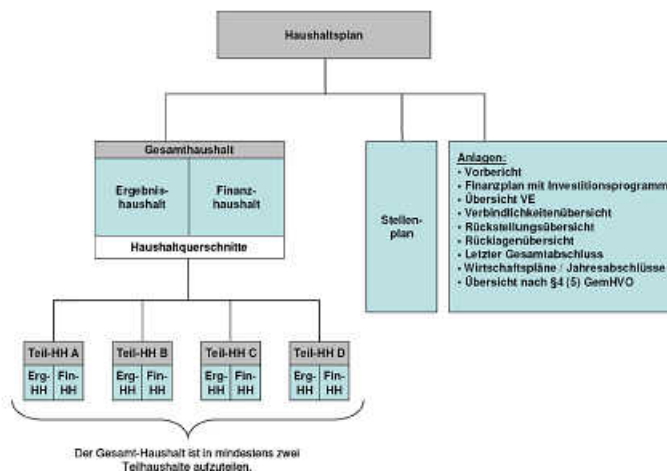 Haushaltsplan
Gesamthaushalt
Ergebnis-
haushalt
Finanz-
haushalt
Haushaltquerschnitte
Stellen-
plan
Anlagen:
• Vorbericht
• Finanzplan mit Investitionsprogramm
• Übersicht VE
• Verbindlichkeitenübersicht
• Rückstellungsübersicht
• Rücklagenübersicht
• Letzter Gesamtabschluss
• Wirtschaftspläne / Jahresabschlüsse
• Übersicht nach §4 (5) GemHVO
Teil-HH A
Erg-
HH
Fin-
HH
Teil-HH B
Erg-
HH
Fin-
HH
Teil-HH C
Erg-
HH
Fin-
HH
Teil-HH D
Erg-
HH
Fin-
HH
Der Gesamt-Haushalt ist in mindestens zwei
Teilhaushalte aufzuteilen.